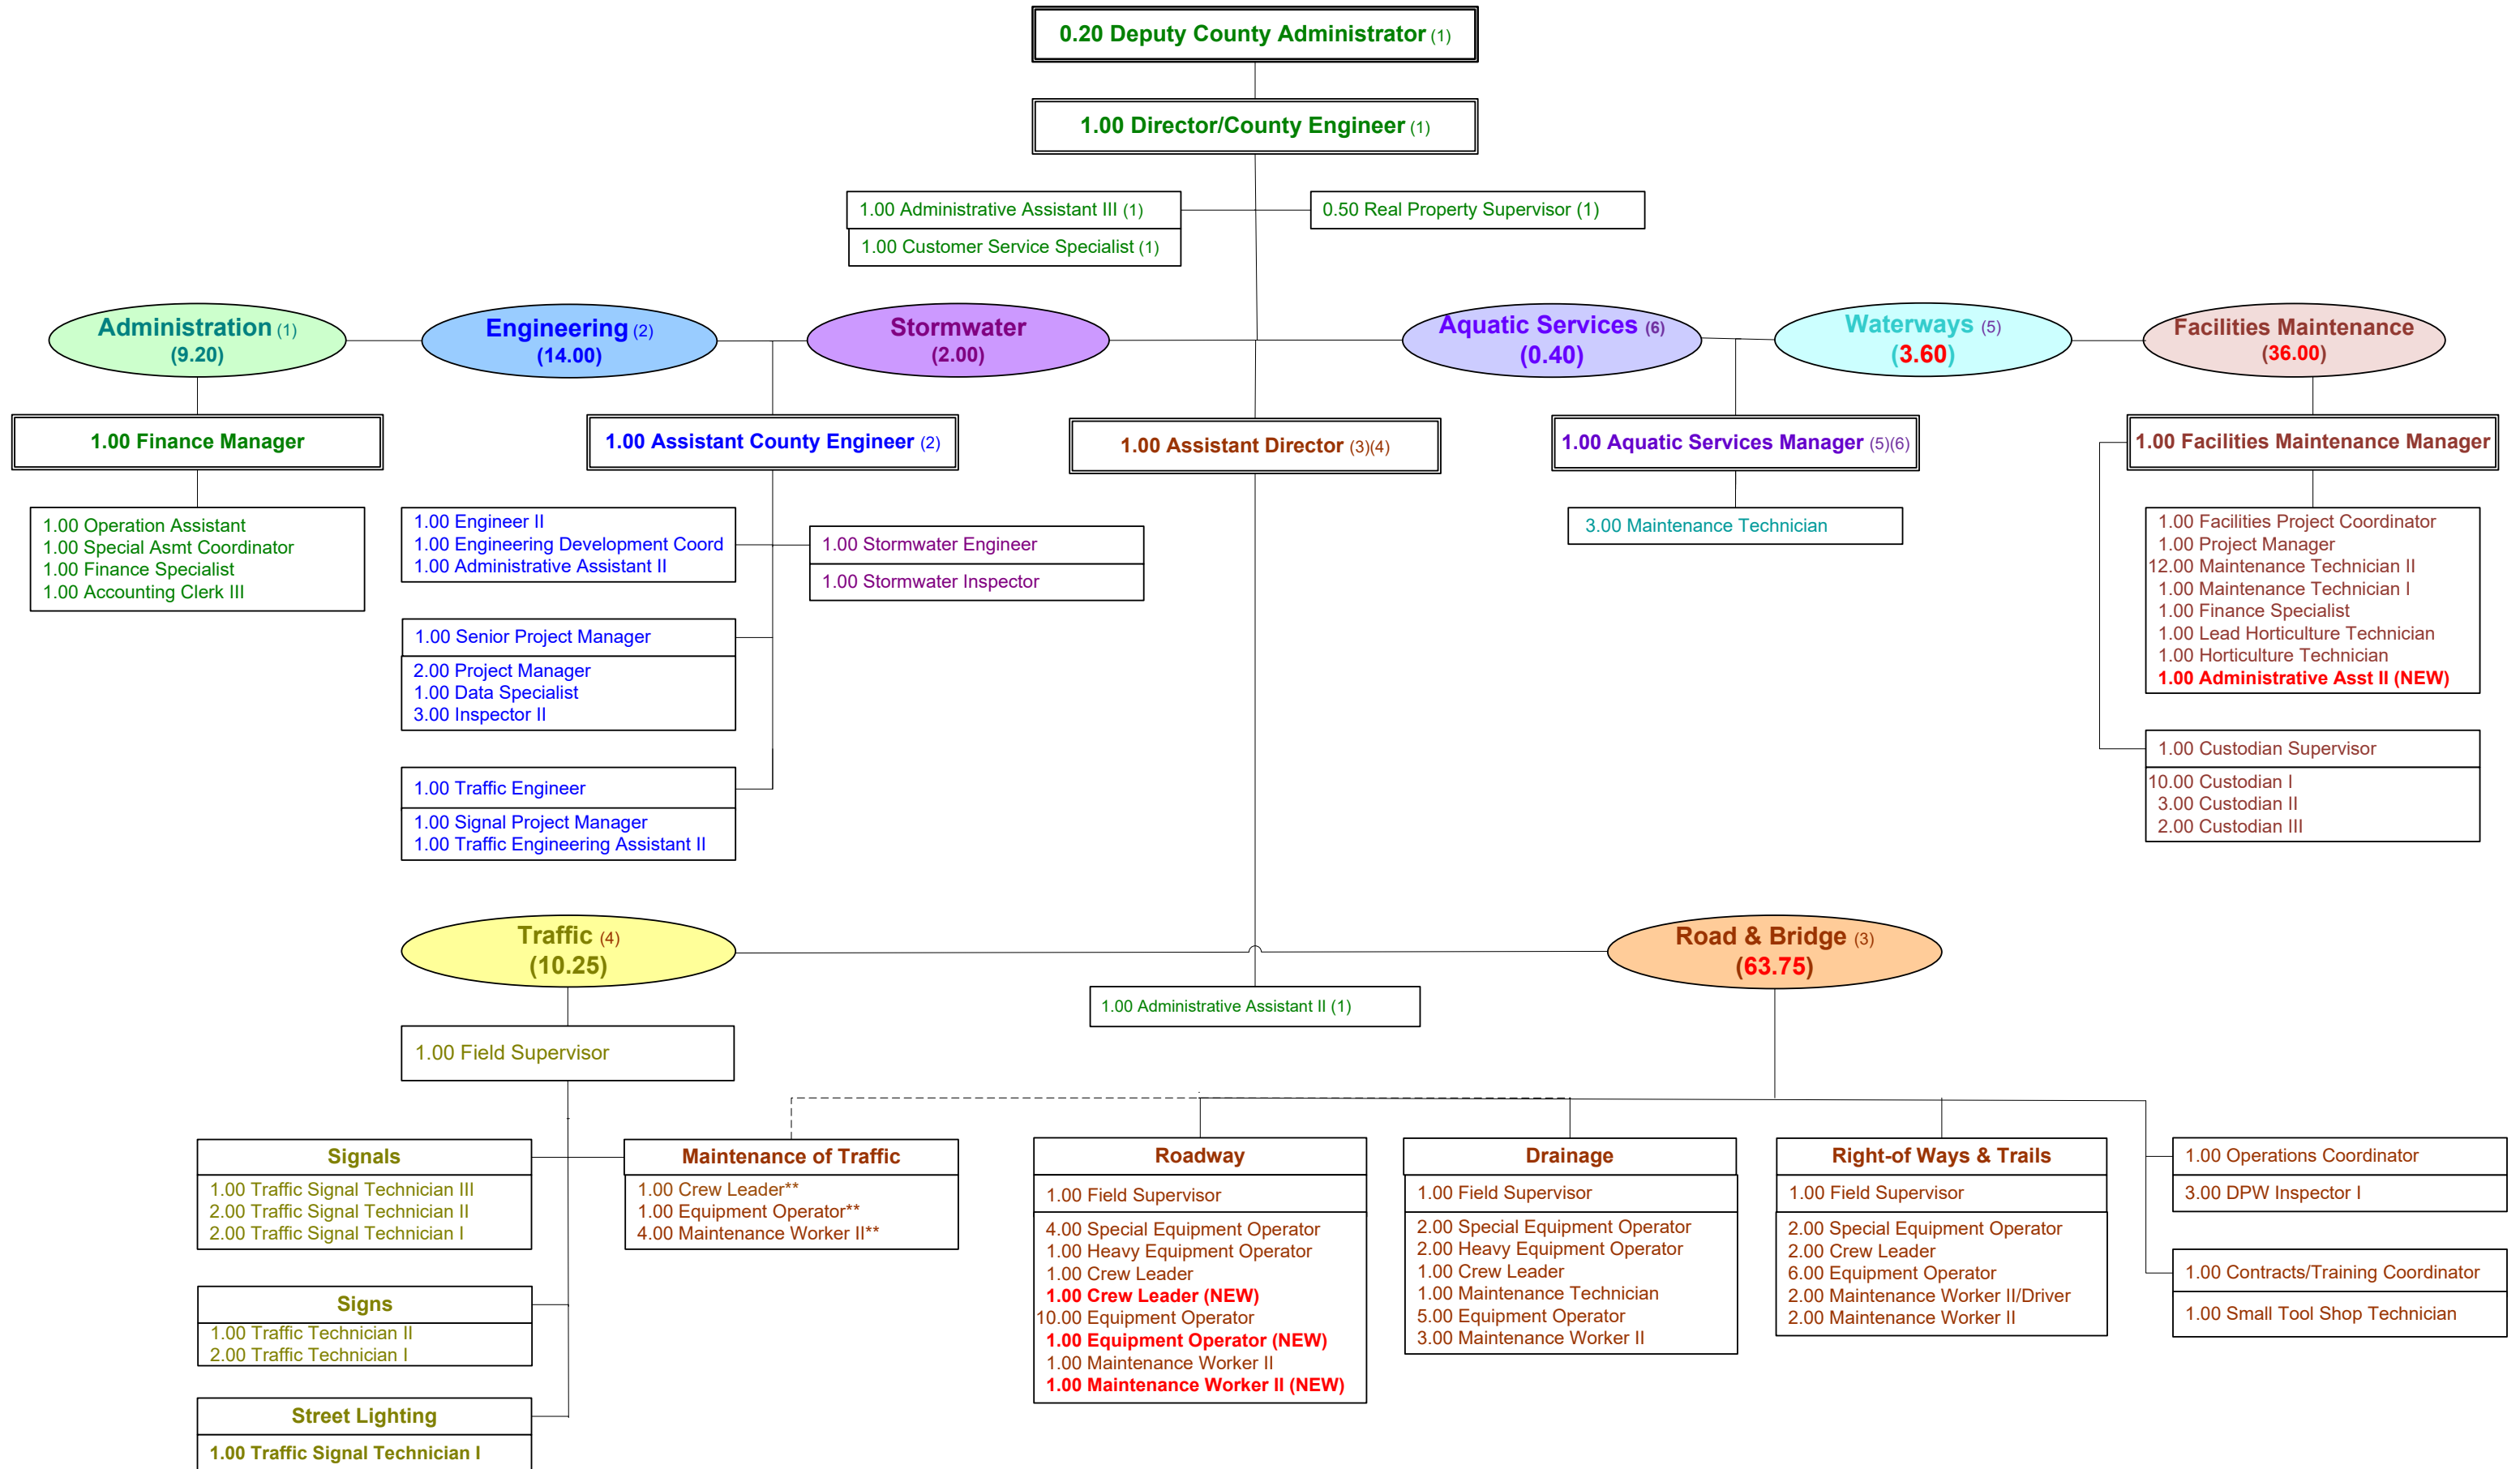 0.20 Deputy County Administrator (1)
1.00 Director/County Engineer (1)
1.00 Administrative Assistant III (1)
1.00 Customer Service Specialist (1)
0.50 Real Property Supervisor (1)
Administration (1)
(9.20)
Engineering (2)
(14.00)
Stormwater
(2.00)
Aquatic Services (6)
(0.40)
Waterways (5)
(3.60)
Facilities Maintenance
(36.00)
1.00 Finance Manager
1.00 Assistant County Engineer (2)
1.00 Assistant Director (3)(4)
1.00 Aquatic Services Manager (5)(6)
1.00 Facilities Maintenance Manager
1.00 Operation Assistant
1.00 Special Asmt Coordinator
1.00 Finance Specialist
1.00 Accounting Clerk III
1.00 Engineer II
1.00 Engineering Development Coord
1.00 Administrative Assistant II
1.00 Stormwater Engineer
1.00 Stormwater Inspector
1.00 Senior Project Manager
2.00 Project Manager
1.00 Data Specialist
3.00 Inspector II
1.00 Traffic Engineer
1.00 Signal Project Manager
1.00 Traffic Engineering Assistant II
3.00 Maintenance Technician
1.00 Facilities Project Coordinator
1.00 Project Manager
12.00 Maintenance Technician II
1.00 Maintenance Technician I
1.00 Finance Specialist
1.00 Lead Horticulture Technician
1.00 Horticulture Technician
1.00 Administrative Asst II (NEW)
1.00 Custodian Supervisor
10.00 Custodian I
3.00 Custodian II
2.00 Custodian III
Traffic (4)
(10.25)
Road & Bridge (3)
(63.75)
1.00 Administrative Assistant II (1)
1.00 Field Supervisor
Signals
1.00 Traffic Signal Technician III
2.00 Traffic Signal Technician II
2.00 Traffic Signal Technician I
Signs
1.00 Traffic Technician II
2.00 Traffic Technician I
Street Lighting
1.00 Traffic Signal Technician I
Maintenance of Traffic
1.00 Crew Leader**
1.00 Equipment Operator**
4.00 Maintenance Worker II**
Roadway
1.00 Field Supervisor
4.00 Special Equipment Operator
1.00 Heavy Equipment Operator
1.00 Crew Leader
1.00 Crew Leader (NEW)
10.00 Equipment Operator
1.00 Equipment Operator (NEW)
1.00 Maintenance Worker II
1.00 Maintenance Worker II (NEW)
Drainage
1.00 Field Supervisor
2.00 Special Equipment Operator
2.00 Heavy Equipment Operator
1.00 Crew Leader
1.00 Maintenance Technician
5.00 Equipment Operator
3.00 Maintenance Worker II
Right-of Ways & Trails
1.00 Field Supervisor
2.00 Special Equipment Operator
2.00 Crew Leader
6.00 Equipment Operator
2.00 Maintenance Worker II/Driver
2.00 Maintenance Worker II
1.00 Operations Coordinator
3.00 DPW Inspector I
1.00 Contracts/Training Coordinator
1.00 Small Tool Shop Technician